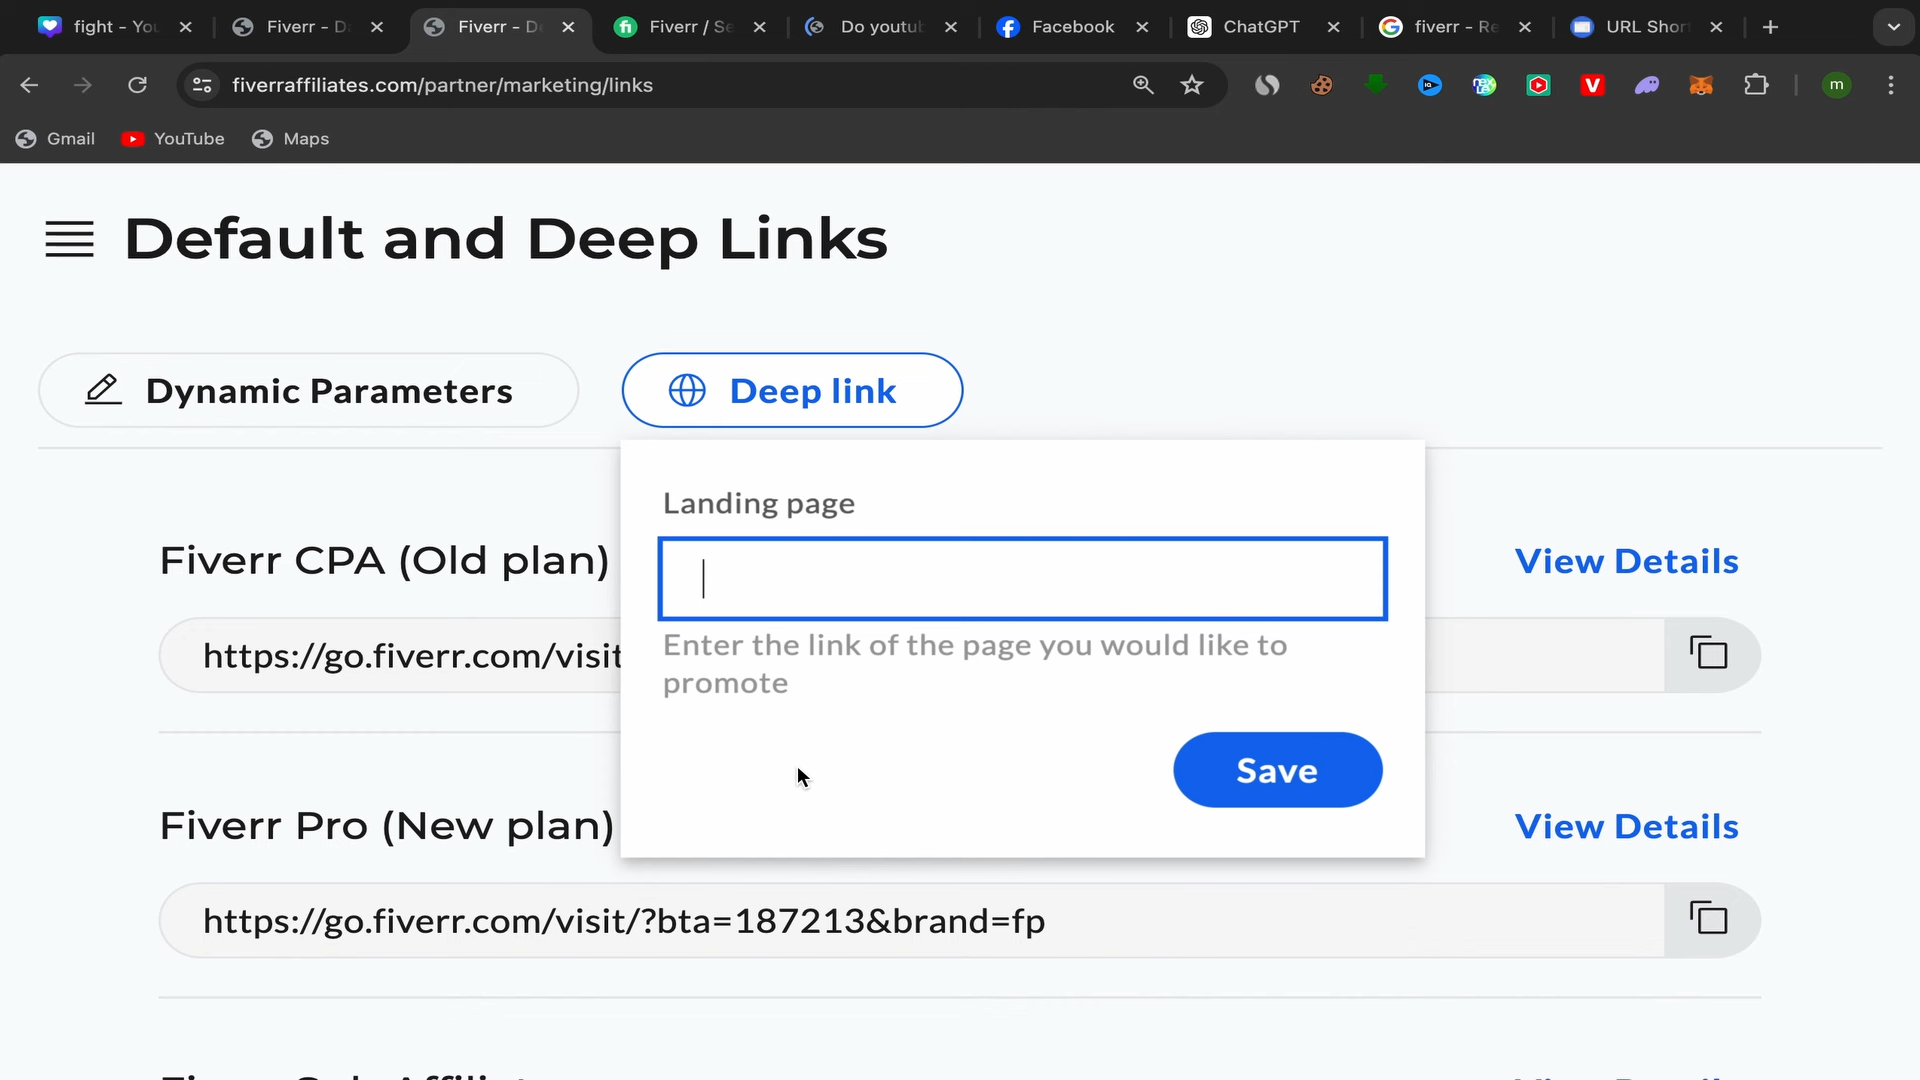 fight - You
Fiverr - D
Fiverr - De
Fiverr / Se
Do youtub
Facebook
ChatGPT
fiverr - Re
URL Short
fiverraffiliates.com/partner/marketing/links
m
Gmail
YouTube
Maps
Default and Deep Links
Dynamic Parameters
Deep link
Landing page
Enter the link of the page you would like to
promote
Save
Fiverr CPA (Old plan)
View Details
https://go.fiverr.com/visit
Fiverr Pro (New plan)
View Details
https://go.fiverr.com/visit/?bta=187213&brand=fp